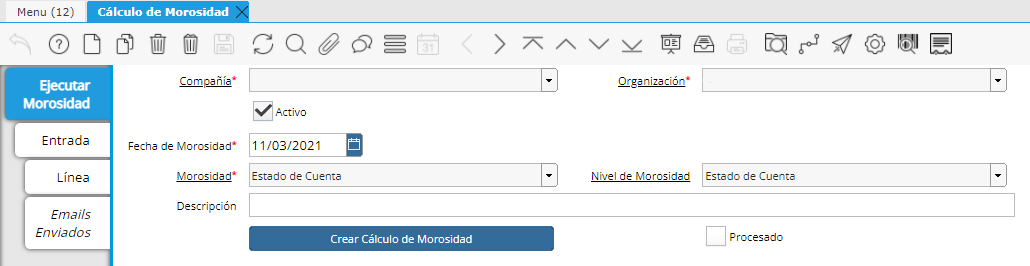 Menu (12)
Cálculo de Morosidad
31
Ejecutar
Morosidad
Entrada
Línea
Emails
Enviados
Compañía*
Organización*
Activo
Fecha de Morosidad*
11/03/2021
Morosidad*
Estado de Cuenta
Nivel de Morosidad
Estado de Cuenta
Descripción
Crear Cálculo de Morosidad
Procesado